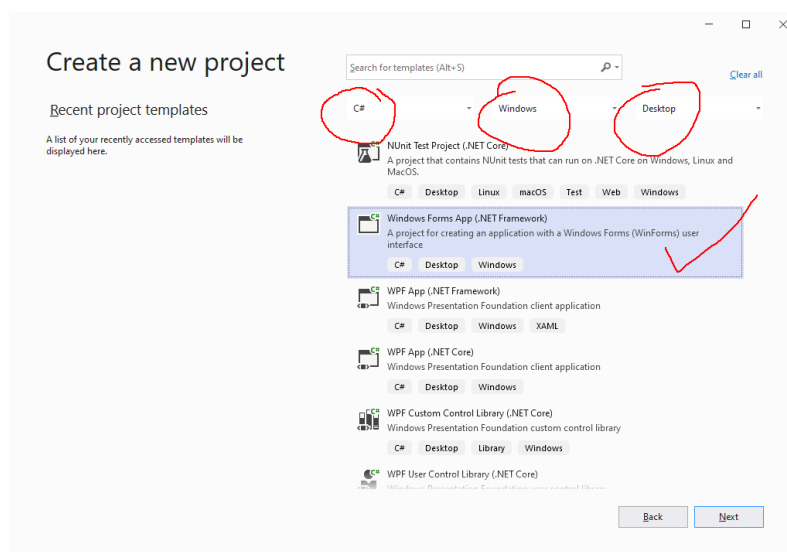 Create a new project
Search for templates (Alt+S)
Clear all
Recent project templates
A list of your recently accessed templates will be
displayed here.
C#
Windows
Desktop
NUnit Test Project (.NET Core)
A project that contains NUnit tests that can run on .NET Core on Windows, Linux and
MacOS.
C# Desktop Linux macOS Test Web Windows
Windows Forms App (.NET Framework)
A project for creating an application with a Windows Forms (WinForms) user
interface
C# Desktop Windows
WPF App (.NET Framework)
Windows Presentation Foundation client application
C# Desktop Windows XAML
WPF App (.NET Core)
Windows Presentation Foundation client application
C# Desktop Windows
WPF Custom Control Library (.NET Core)
Windows Presentation Foundation custom control library
C# Desktop Library Windows
WPF User Control Library (.NET Core)
Windows Presentation Foundation user control library
Back
Next